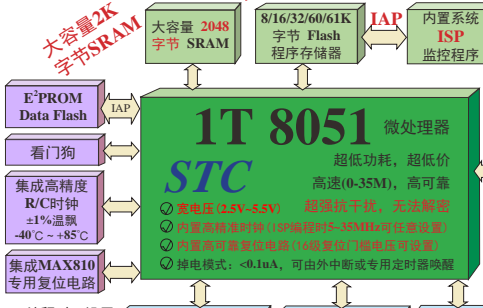 大容量2K
字节SRAM
大容量 2048
字节 SRAM
8/16/32/60/61K
字节 Flash
程序存储器
IAP
内置系统
ISP
监控程序
E²PROM
Data Flash
IAP
看门狗
集成高精度
R/C时钟
±1%温飘
-40℃ ~ +85℃
集成MAX810
专用复位电路
1T 8051 微处理器
STC
超低功耗，超低价
高速(0-35M)，高可靠
宽电压(2.5V~5.5V) 超强抗干扰，无法解密
内置高精准时钟(ISP编程时5~35MHz可任意设置)
内置高可靠复位电路(16级复位门槛电压可设置)
掉电模式：<0.1uA，可由外中断或专用定时器唤醒